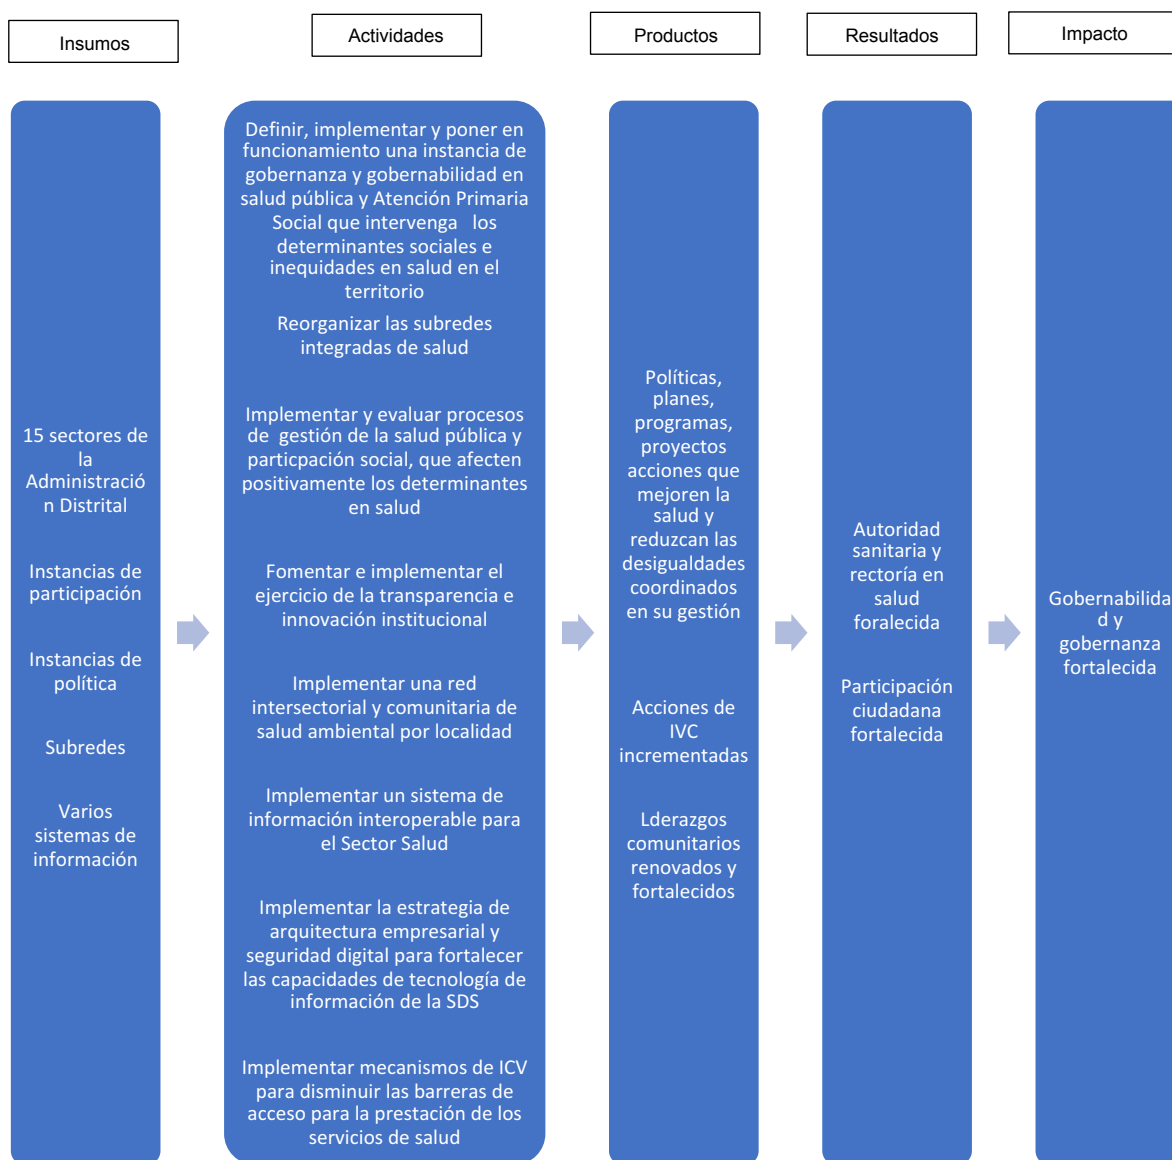 Insumos
Actividades
Productos
Resultados
Impacto
15 sectores de
la
Administració
n Distrital
Instancias de
participación
Instancias de
política
Subredes
Varios
sistemas de
información
Definir, implementar y poner en
funcionamiento una instancia de
gobernanza y gobernabilidad en
salud pública y Atención Primaria
Social que intervenga los
determinantes sociales e
inequidades en salud en el
territorio
Reorganizar las subredes
integradas de salud
Implementar y evaluar procesos
de gestión de la salud pública y
particpación social, que afecten
positivamente los determinantes
en salud
Fomentar e implementar el
ejercicio de la transparencia e
innovación institucional
Implementar una red
intersectorial y comunitaria de
salud ambiental por localidad
Implementar un sistema de
información interoperable para
el Sector Salud
Implementar la estrategia de
arquitectura empresarial y
seguridad digital para fortalecer
las capacidades de tecnología de
información de la SDS
Implementar mecanismos de ICV
para disminuir las barreras de
acceso para la prestación de los
servicios de salud
Políticas,
planes,
programas,
proyectos
acciones que
mejoren la
salud y
reduzcan las
desigualdades
coordinados
en su gestión
Acciones de
IVC
incrementadas
Lderazgos
comunitarios
renovados y
fortalecidos
Autoridad
sanitaria y
rectoría en
salud
foralecida
Participación
ciudadana
fortalecida
Gobernabilida
d y
gobernanza
fortalecida